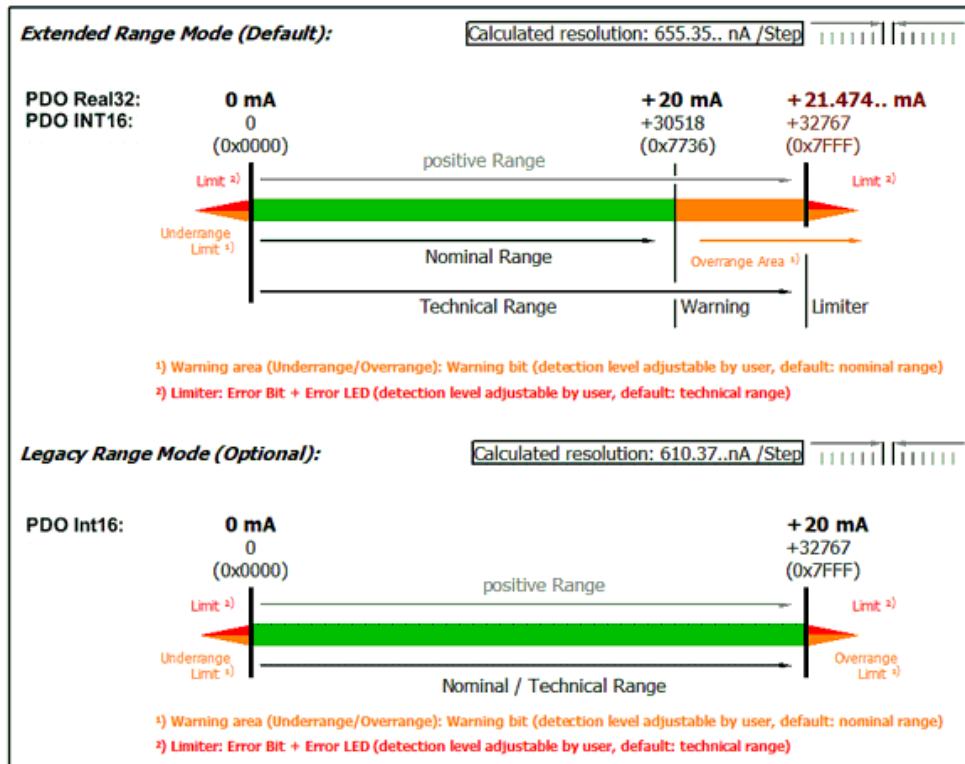 Extended Range Mode (Default):
Calculated resolution: 655.35.. nA /Step
PDO Real32: 0 mA +20 mA +21.474.. mA
PDO INT16: 0 +30518 +32767
(0x0000) (0x7736) (0x7FFF)
positive Range
Limit ²) Limit ²)
Underrange
Limit ¹)
Nominal Range
Overrange Area ¹)
Technical Range Warning Limiter
¹) Warning area (Underrange/Overrange): Warning bit (detection level adjustable by user, default: nominal range)
²) Limiter: Error Bit + Error LED (detection level adjustable by user, default: technical range)
Legacy Range Mode (Optional):
Calculated resolution: 610.37..nA /Step
PDO Int16: 0 mA +20 mA
0 +32767
(0x0000) (0x7FFF)
positive Range
Limit ²) Limit ²)
Underrange Overrange
Limit ¹) Limit ¹)
Nominal / Technical Range
¹) Warning area (Underrange/Overrange): Warning bit (detection level adjustable by user, default: nominal range)
²) Limiter: Error Bit + Error LED (detection level adjustable by user, default: technical range)